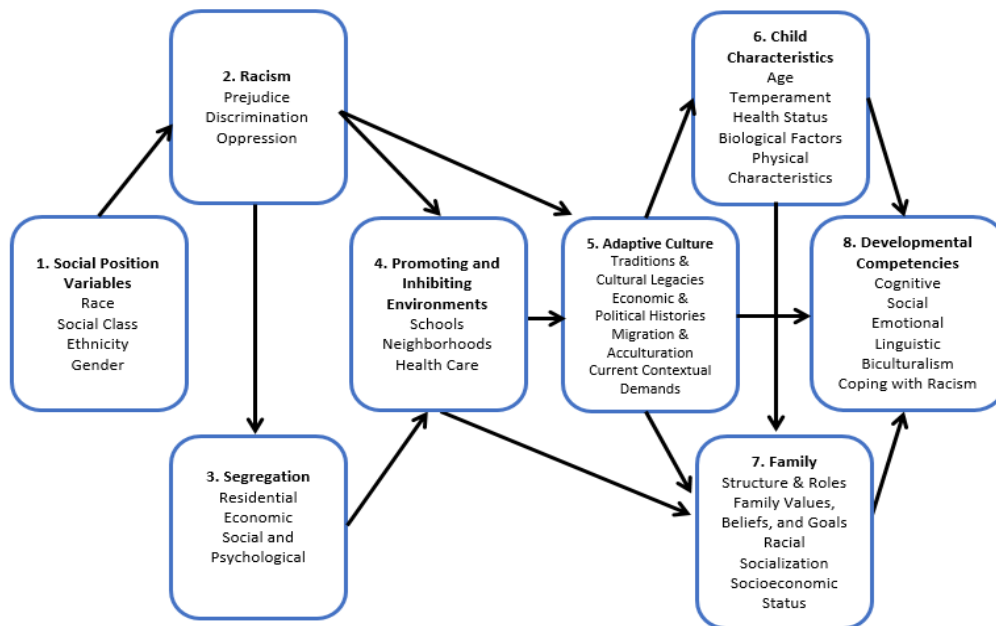 1. Social Position
Variables
Race
Social Class
Ethnicity
Gender
2. Racism
Prejudice
Discrimination
Oppression
3. Segregation
Residential
Economic
Social and
Psychological
4. Promoting and
Inhibiting
Environments
Schools
Neighborhoods
Health Care
5. Adaptive Culture
Traditions &
Cultural Legacies
Economic &
Political Histories
Migration &
Acculturation
Current Contextual
Demands
6. Child
Characteristics
Age
Temperament
Health Status
Biological Factors
Physical
Characteristics
7. Family
Structure & Roles
Family Values,
Beliefs, and Goals
Racial
Socialization
Socioeconomic
Status
8. Developmental
Competencies
Cognitive
Social
Emotional
Linguistic
Biculturalism
Coping with Racism